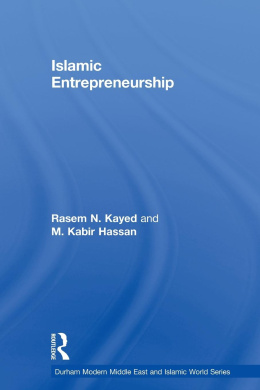 Islamic
Entrepreneurship
Rasem N. Kayed and
M. Kabir Hassan
Routledge
Durham Modern Middle East and Islamic World Series